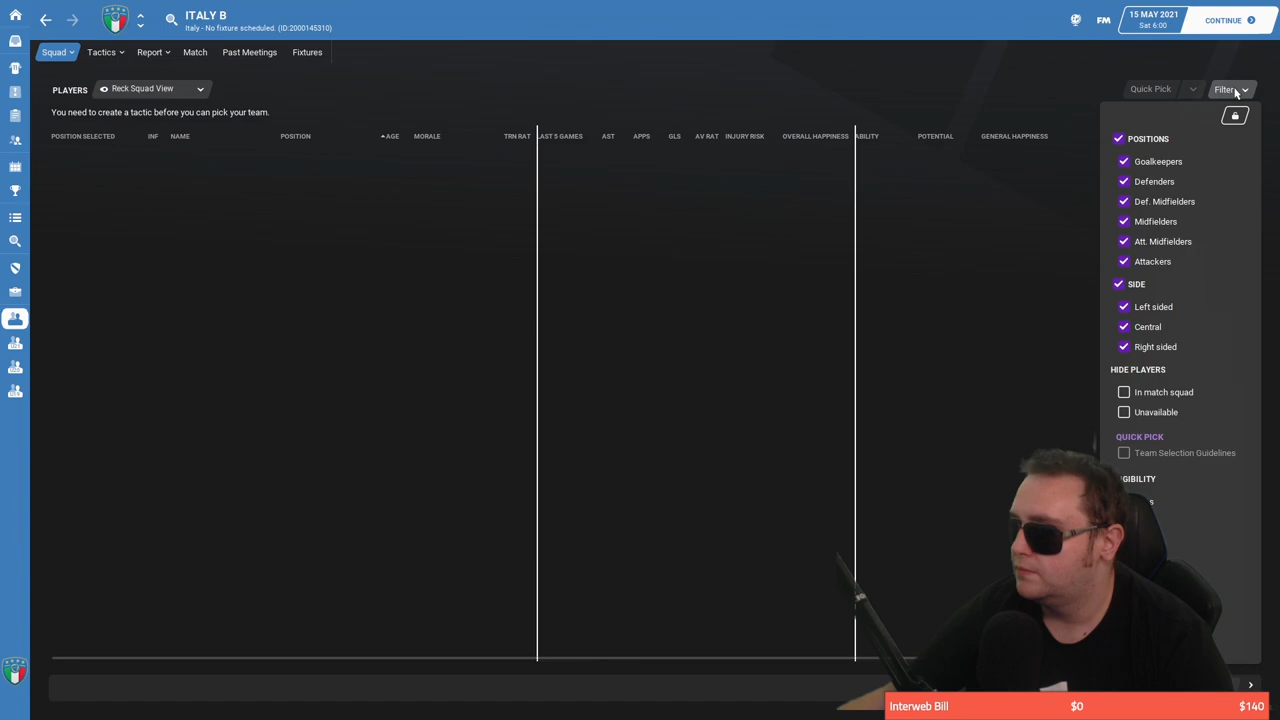 ITALY B
Italy - No fixture scheduled. (ID:2000145310)
FM
15 MAY 2021
Sat 6:00
CONTINUE
Squad
Tactics
Report
Match
Past Meetings
Fixtures
PLAYERS
Reck Squad View
Quick Pick
Filter
You need to create a tactic before you can pick your team.
POSITION SELECTED INF NAME POSITION AGE MORALE TRN RAT LAST 5 GAMES AST APPS GLS AV RAT INJURY RISK OVERALL HAPPINESS ABILITY POTENTIAL GENERAL HAPPINESS
POSITIONS
Goalkeepers
Defenders
Def. Midfielders
Midfielders
Att. Midfielders
Attackers
SIDE
Left sided
Central
Right sided
HIDE PLAYERS
In match squad
Unavailable
QUICK PICK
Team Selection Guidelines
Interweb Bill $0 $140